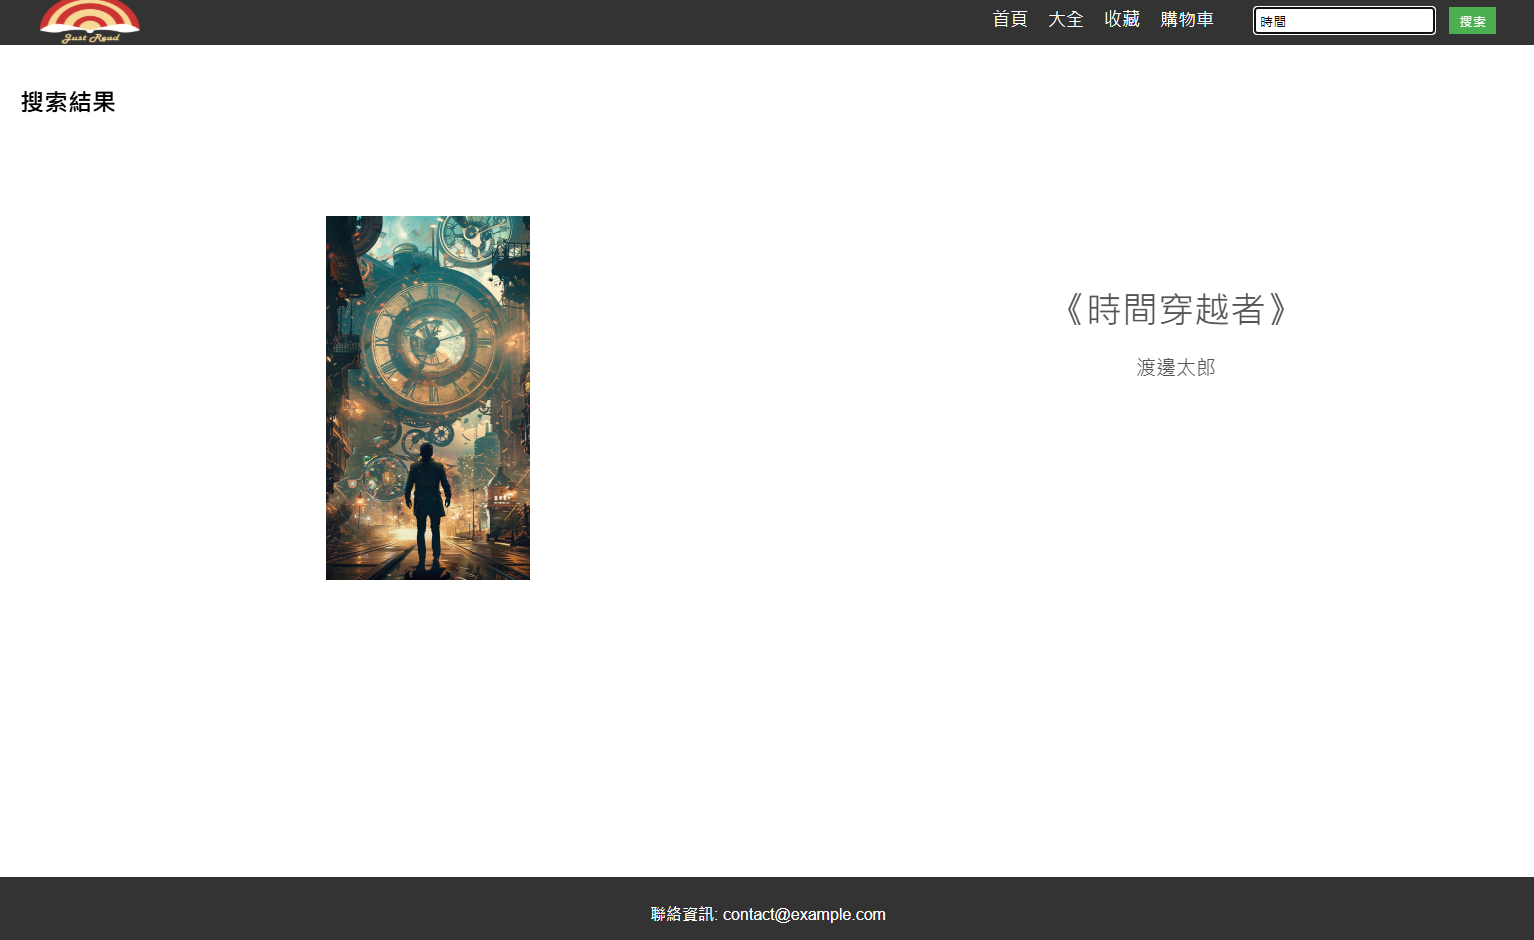 Just Read
首頁 大全 收藏 購物車 時間 搜索
搜索結果
《時間穿越者》
渡邊太郎
聯絡資訊: contact@example.com